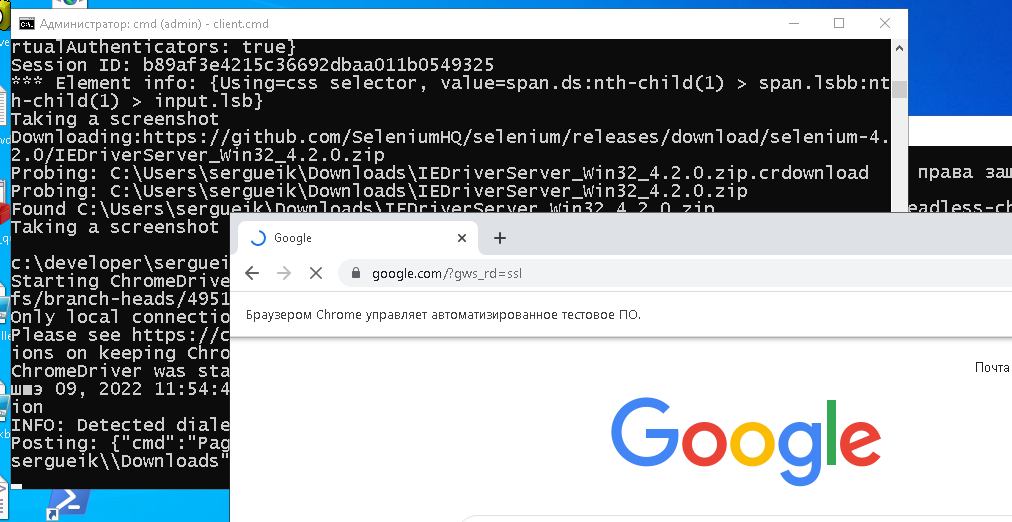 Администратор: cmd (admin) - client.cmd
rtualAuthenticators: true}
Session ID: b89af3e4215c36692dbaa011b0549325
*** Element info: {Using=css selector, value=span.ds:nth-child(1) > span.lsbb:nt
h-child(1) > input.lsb}
Taking a screenshot
Downloading:https://github.com/SeleniumHQ/selenium/releases/download/selenium-4.
2.0/IEDriverServer_Win32_4.2.0.zip
Probing: C:\Users\sergueik\Downloads\IEDriverServer_Win32_4.2.0.zip.crdownload
Probing: C:\Users\sergueik\Downloads\IEDriverServer_Win32_4.2.0.zip
Found C:\Users\sergueik\Downloads\IEDriverServer_Win32_4.2.0.zip
Taking a screenshot
c:\developer\sergueik
Starting ChromeDrive
fs/branch-heads/4951
Only local connectio
Please see https://c
ions on keeping Chro
ChromeDriver was sta
ш■э 09, 2022 11:54:4
ion
INFO: Detected diale
Posting: {"cmd":"Pag
sergueik\\Downloads"
права защ
eadless-ch
Google
google.com/?gws_rd=ssl
Браузером Chrome управляет автоматизированное тестовое ПО.
Почта
Google